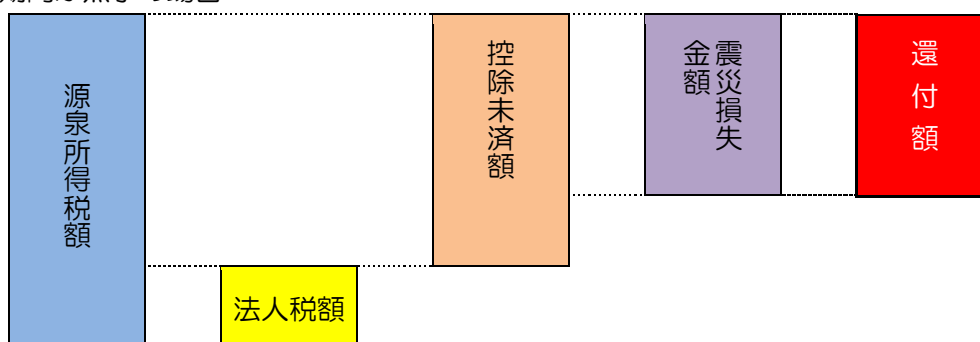 源泉所得税額
法人税額
控除未済額
震災損失
金額
還付額